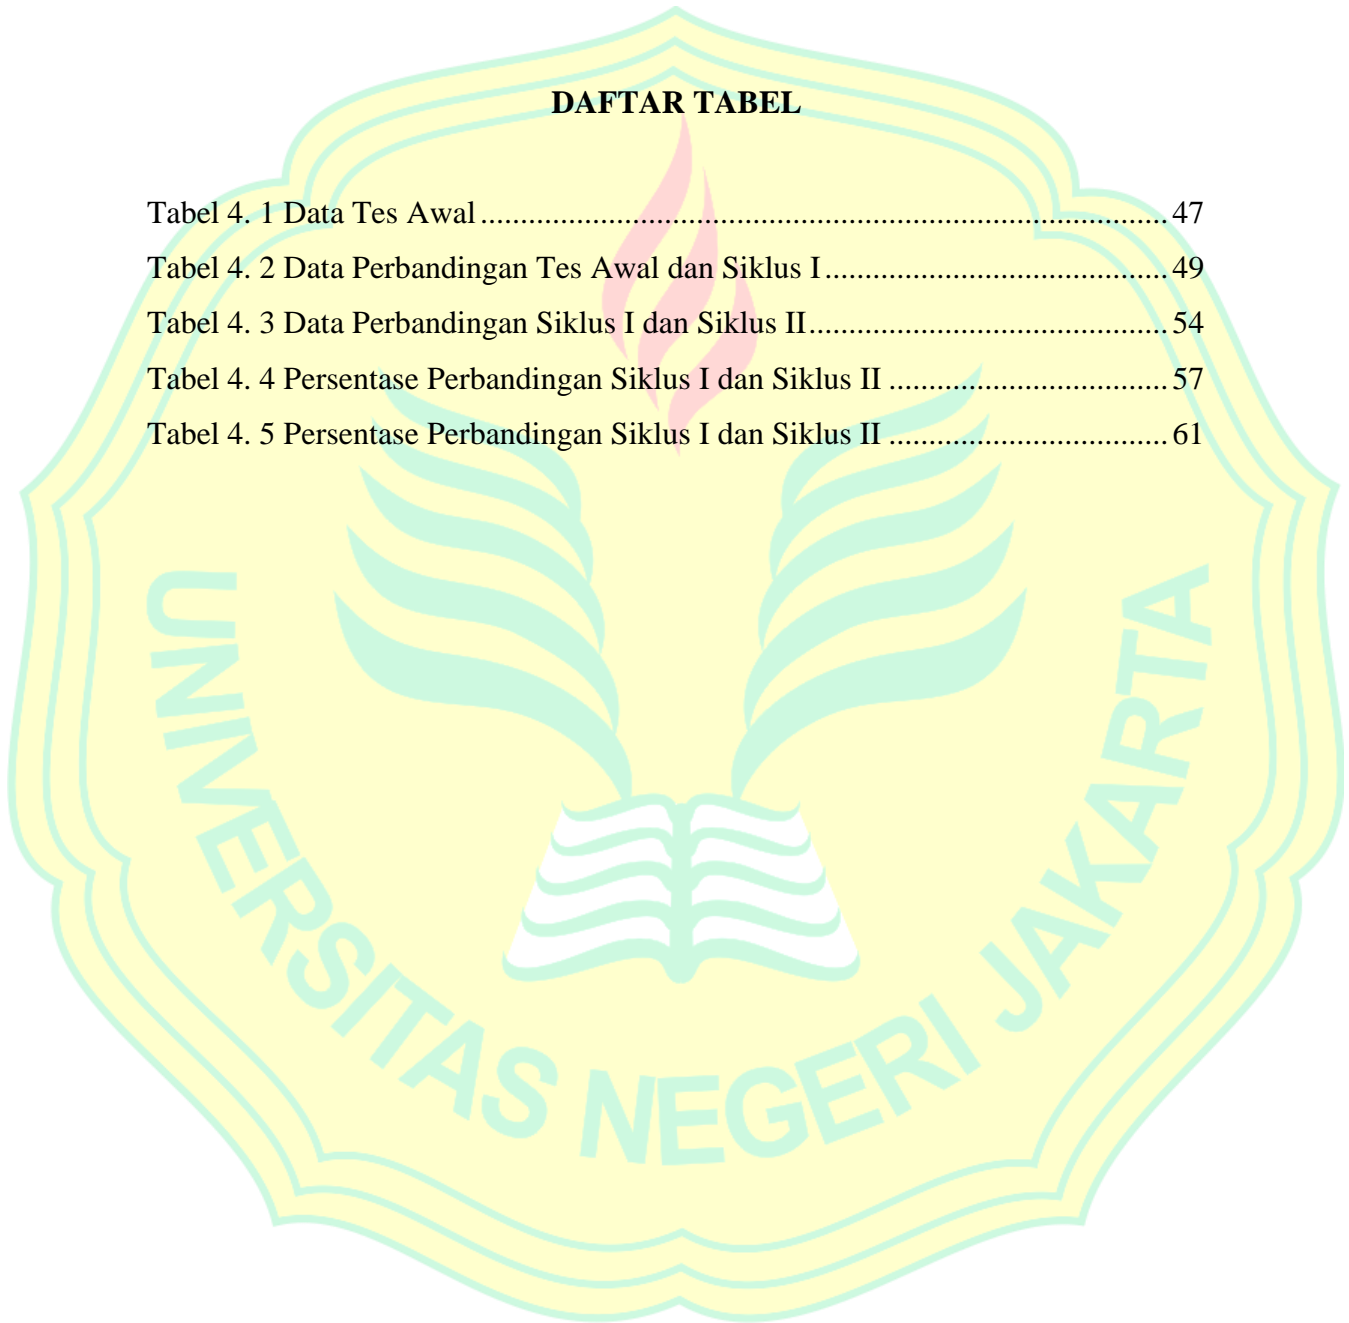 DAFTAR TABEL
Tabel 4. 1 Data Tes Awal ...................................................................................... 47
Tabel 4. 2 Data Perbandingan Tes Awal dan Siklus I ........................................... 49
Tabel 4. 3 Data Perbandingan Siklus I dan Siklus II ............................................. 54
Tabel 4. 4 Persentase Perbandingan Siklus I dan Siklus II ................................... 57
Tabel 4. 5 Persentase Perbandingan Siklus I dan Siklus II ................................... 61
UNIVERSITAS NEGERI JAKARTA